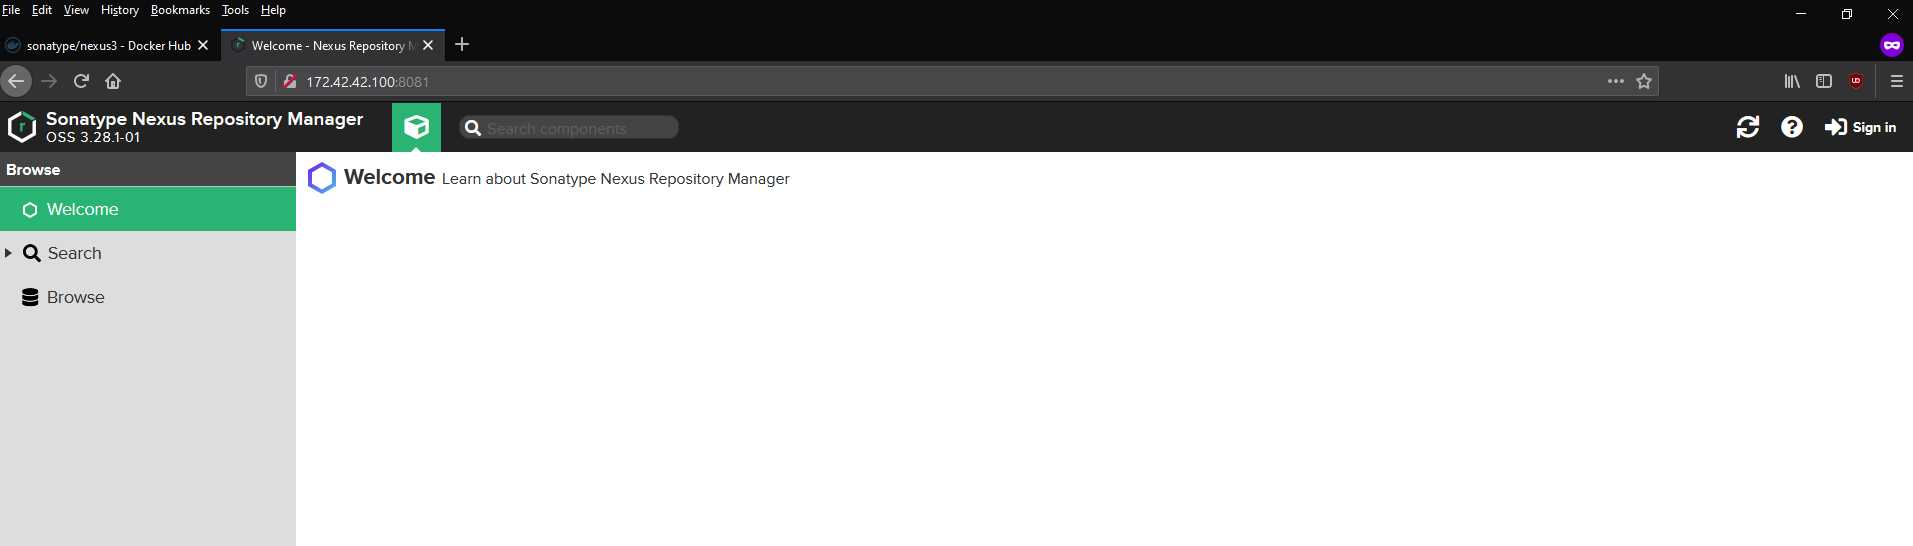 File Edit View History Bookmarks Tools Help
sonatype/nexus3 - Docker Hub Welcome - Nexus Repository M
172.42.42.100:8081
Sonatype Nexus Repository Manager
OSS 3.28.1-01
Search components
Sign in
Browse
Welcome Learn about Sonatype Nexus Repository Manager
Welcome
Search
Browse